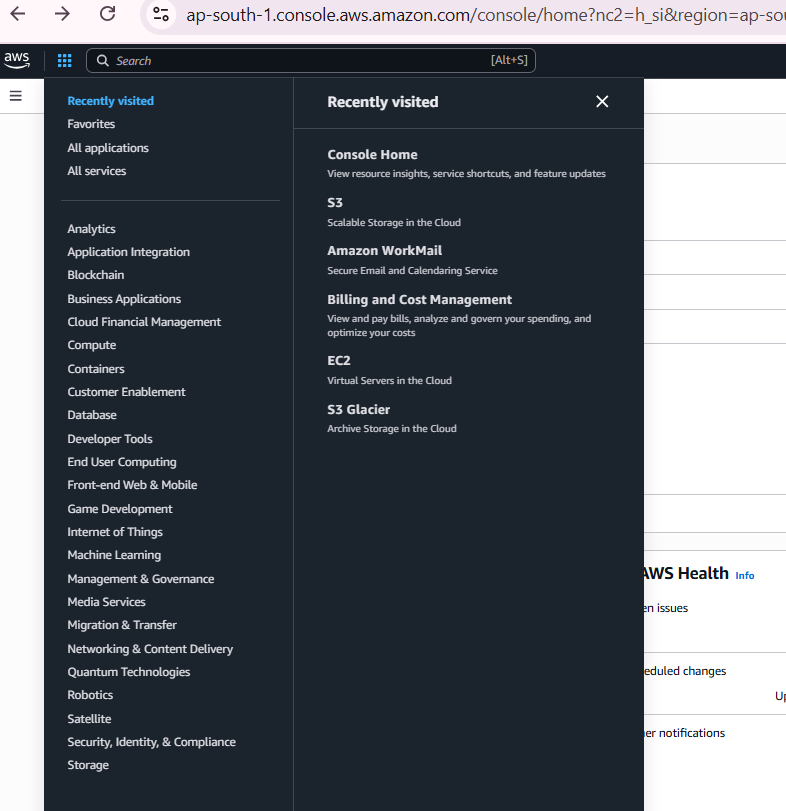 ap-south-1.console.aws.amazon.com/console/home?nc2=h_si&region=ap-sou
aws
Search
[Alt+S]
Recently visited
Favorites
All applications
All services
Analytics
Application Integration
Blockchain
Business Applications
Cloud Financial Management
Compute
Containers
Customer Enablement
Database
Developer Tools
End User Computing
Front-end Web & Mobile
Game Development
Internet of Things
Machine Learning
Management & Governance
Media Services
Migration & Transfer
Networking & Content Delivery
Quantum Technologies
Robotics
Satellite
Security, Identity, & Compliance
Storage
Recently visited
Console Home
View resource insights, service shortcuts, and feature updates
S3
Scalable Storage in the Cloud
Amazon WorkMail
Secure Email and Calendaring Service
Billing and Cost Management
View and pay bills, analyze and govern your spending, and
optimize your costs
EC2
Virtual Servers in the Cloud
S3 Glacier
Archive Storage in the Cloud
AWS Health Info
en issues
eduled changes
Up
er notifications